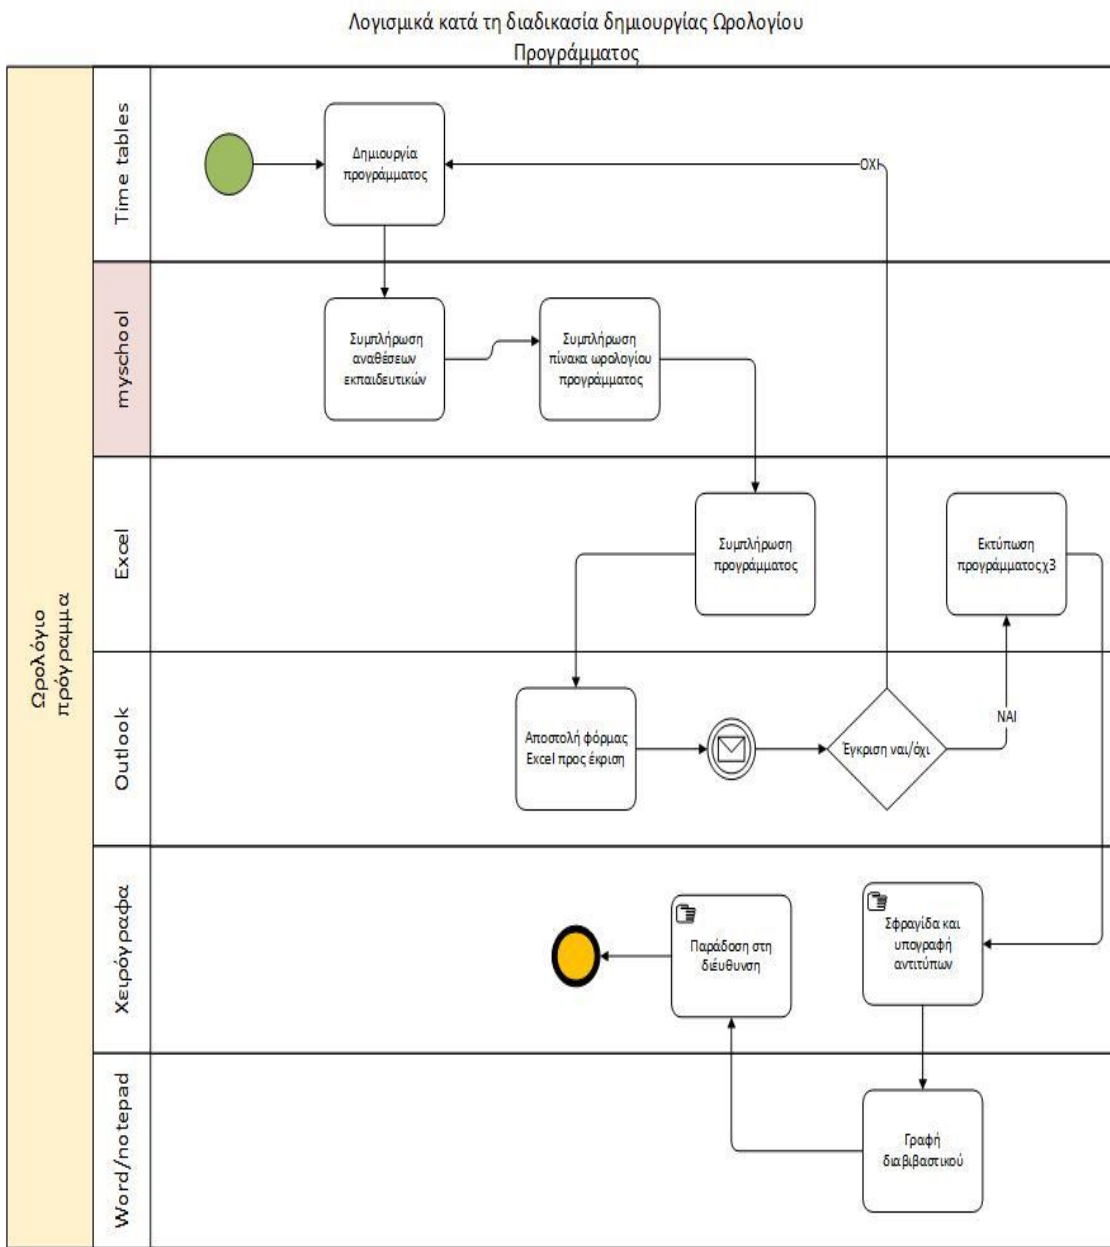 Λογισμικά κατά τη διαδικασία δημιουργίας Ωρολογίου
Προγράμματος
Ωρολόγιο
πρόγραμμα
Time tables
Δημιουργία
προγράμματος
ΟΧΙ
myschool
Συμπλήρωση
αναθέσεων
εκπαιδευτικών
Συμπλήρωση
πίνακα ωρολογίου
προγράμματος
Excel
Συμπλήρωση
προγράμματος
Εκτύπωση
προγράμματος χ3
Outlook
Αποστολή φόρμας
Excel προς έκριση
Έγκριση ναι/όχι
ΝΑΙ
Χειρόγραφα
Παράδοση στη
διέυθυνση
Σφραγίδα και
υπογραφή
αντιτύπων
Word/notepad
Γραφή
διαβιβαστικού